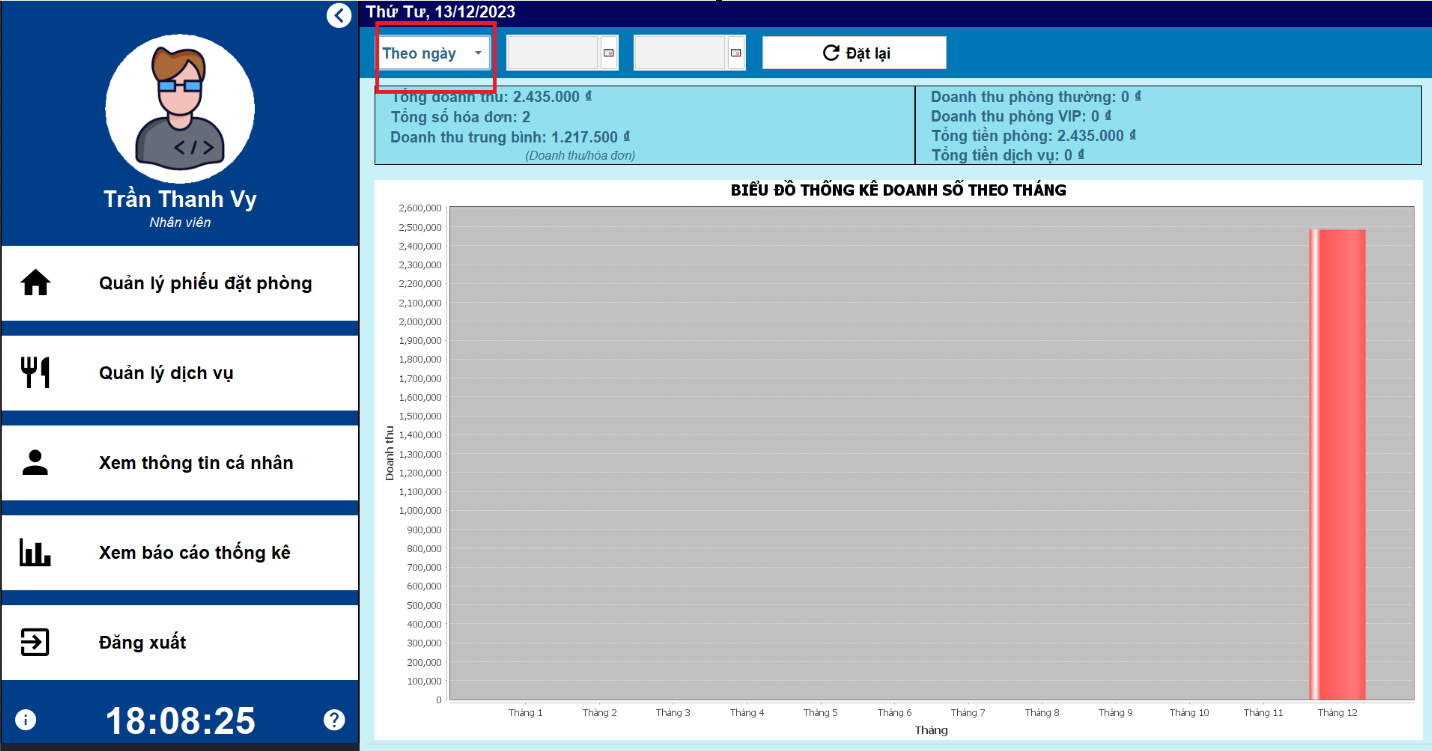 Thứ Tư, 13/12/2023
Theo ngày
Đặt lại
Trần Thanh Vy
Nhân viên
Quản lý phiếu đặt phòng
Quản lý dịch vụ
Xem thông tin cá nhân
Xem báo cáo thống kê
Đăng xuất
18:08:25
Tổng doanh thu: 2.435.000 ₫
Tổng số hóa đơn: 2
Doanh thu trung bình: 1.217.500 ₫
(Doanh thu/hóa đơn)
Doanh thu phòng thường: 0 ₫
Doanh thu phòng VIP: 0 ₫
Tổng tiền phòng: 2.435.000 ₫
Tổng tiền dịch vụ: 0 ₫
BIỂU ĐỒ THỐNG KÊ DOANH SỐ THEO THÁNG
2,600,000
2,500,000
2,400,000
2,300,000
2,200,000
2,100,000
2,000,000
1,900,000
1,800,000
1,700,000
1,600,000
1,500,000
1,400,000
1,300,000
1,200,000
1,100,000
1,000,000
900,000
800,000
700,000
600,000
500,000
400,000
300,000
200,000
100,000
0
Doanh thu
Tháng 1 Tháng 2 Tháng 3 Tháng 4 Tháng 5 Tháng 6 Tháng 7 Tháng 8 Tháng 9 Tháng 10 Tháng 11 Tháng 12
Tháng